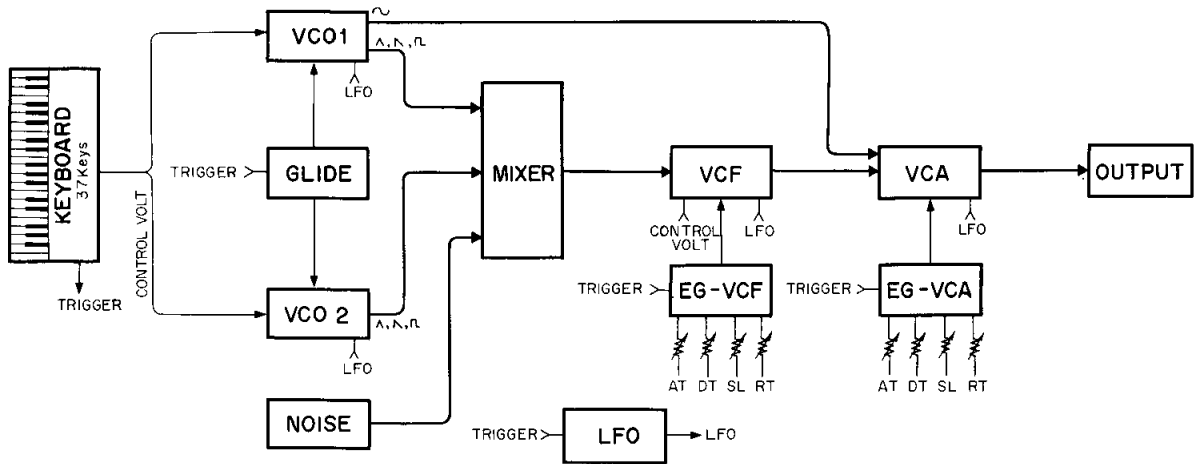 KEYBOARD
37 Keys
TRIGGER
CONTROL VOLT
VCO1
LFO
TRIGGER
GLIDE
VCO 2
LFO
NOISE
MIXER
VCF
CONTROL
VOLT
LFO
TRIGGER
EG-VCF
AT DT SL RT
VCA
LFO
TRIGGER
EG-VCA
AT DT SL RT
OUTPUT
TRIGGER
LFO
LFO